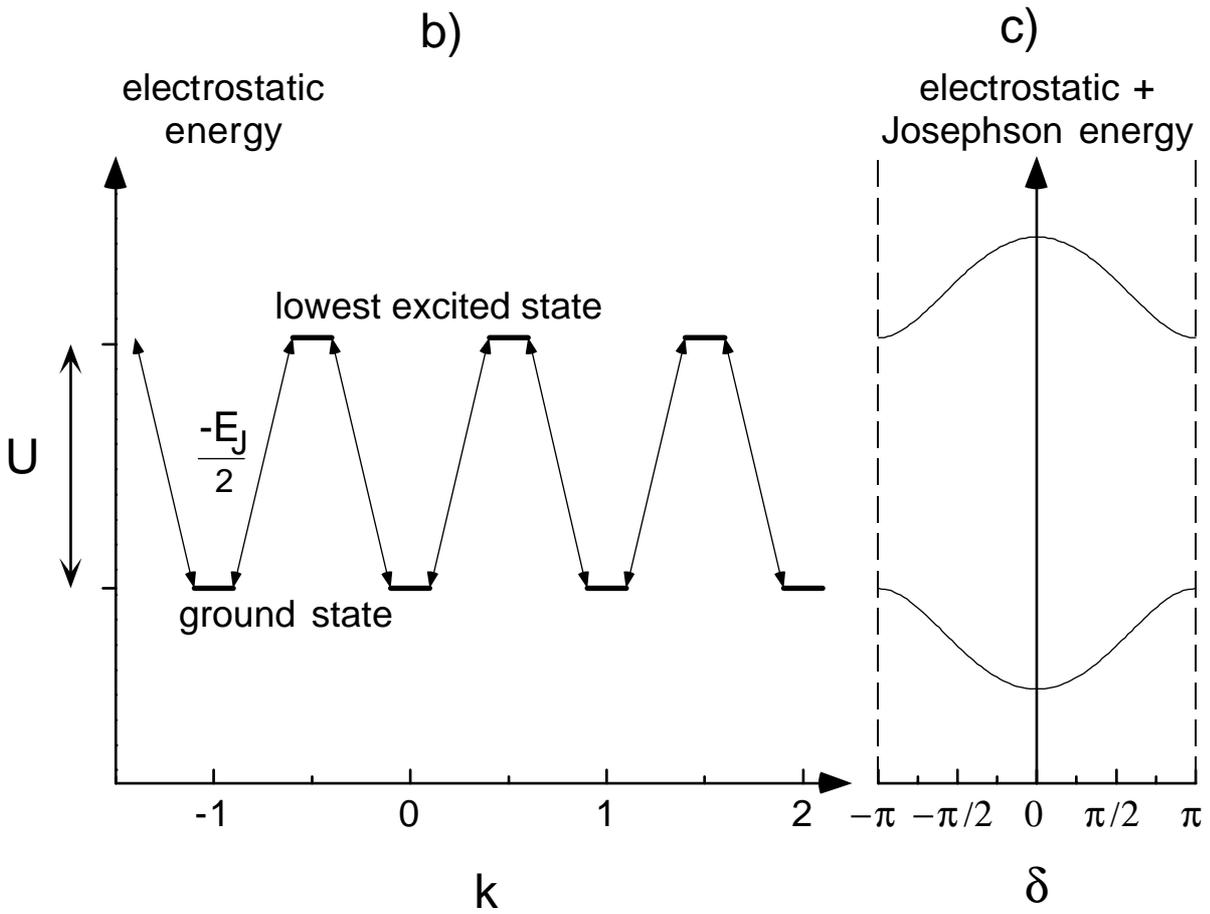 b)
electrostatic
energy
lowest excited state
-E_J
2
U
ground state
-1 0 1 2
k
c)
electrostatic +
Josephson energy
−π −π/2 0 π/2 π
δ